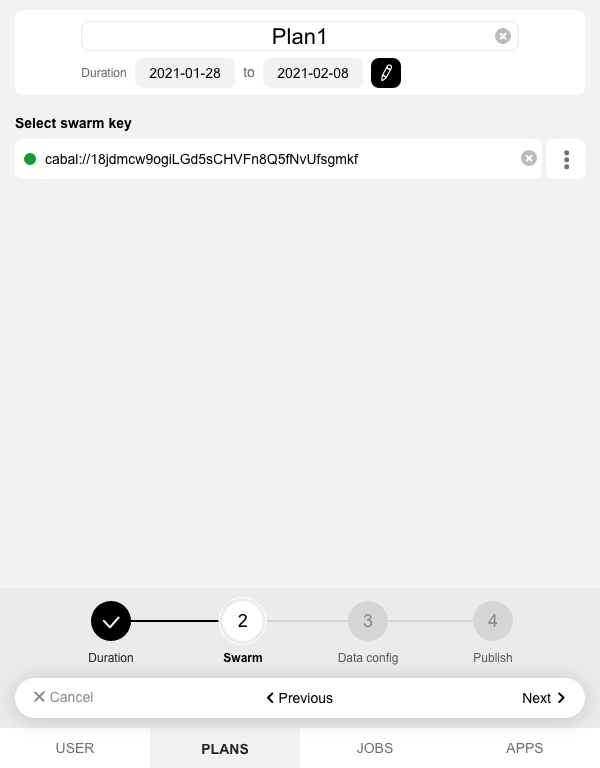 Plan1
Duration 2021-01-28 to 2021-02-08
Select swarm key
cabal://18jdmcw9ogiLGd5sCHVFn8Q5fNvUfsgmkf
2 3 4
Duration Swarm Data config Publish
Cancel Previous Next
USER PLANS JOBS APPS